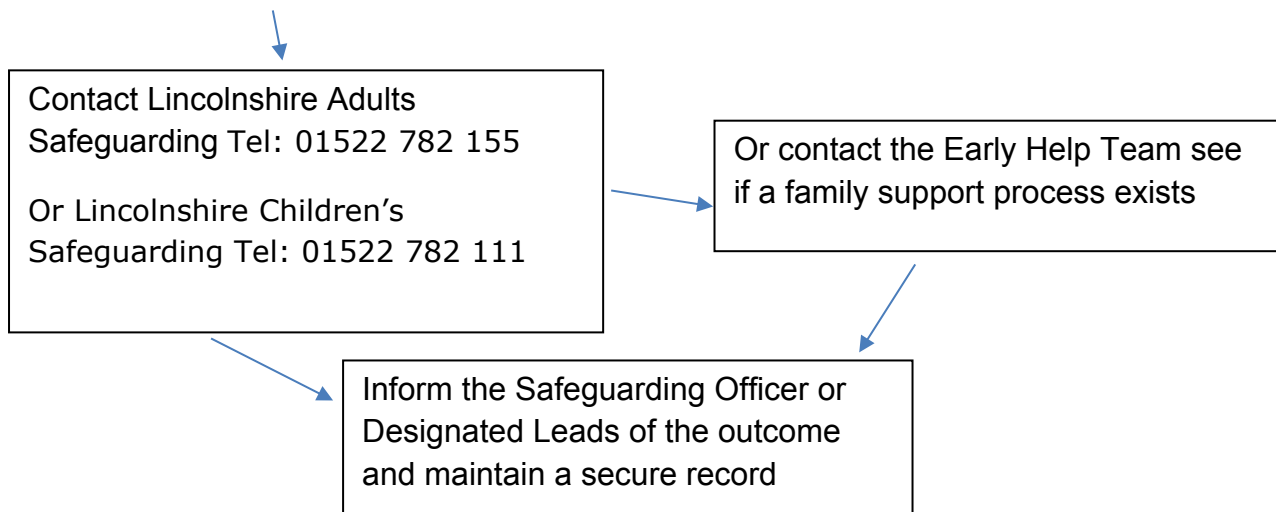 Contact Lincolnshire Adults
Safeguarding Tel: 01522 782 155
Or Lincolnshire Children's
Safeguarding Tel: 01522 782 111
Or contact the Early Help Team see
if a family support process exists
Inform the Safeguarding Officer or
Designated Leads of the outcome
and maintain a secure record